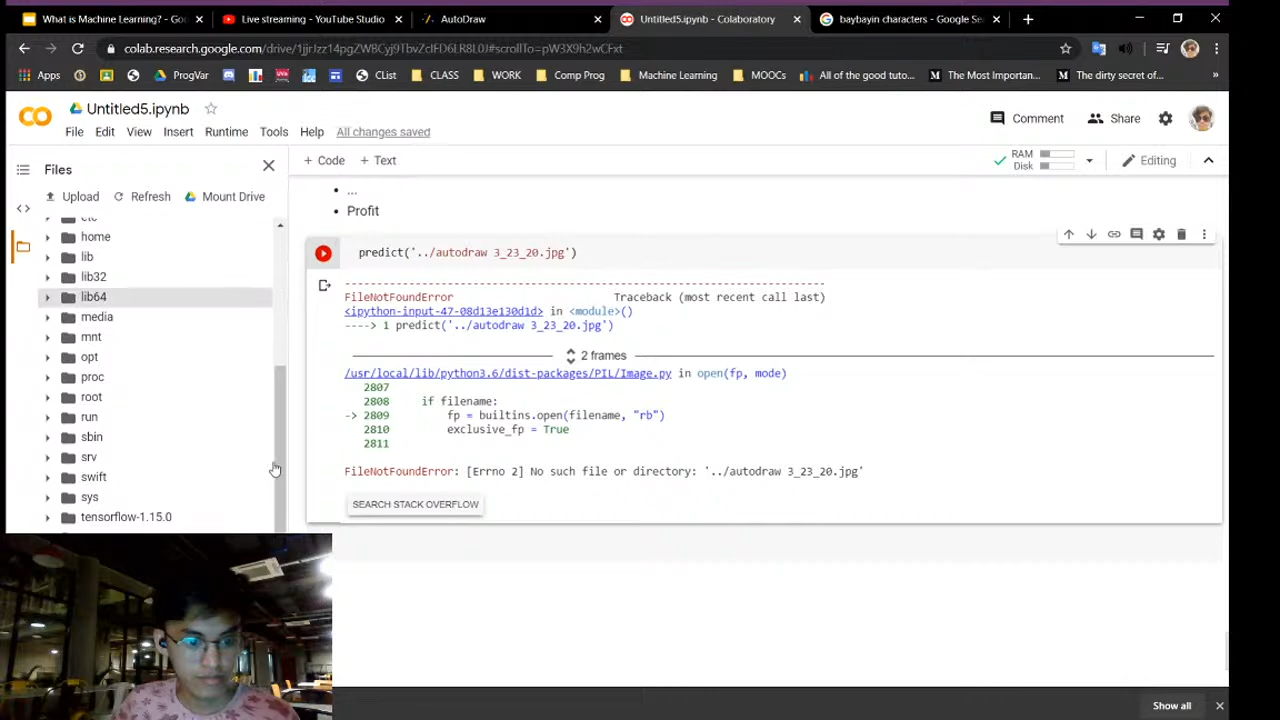 What is Machine Learning? - Goo
Live streaming - YouTube Studio
AutoDraw
Untitled5.ipynb - Colaboratory
baybayin characters - Google Se
colab.research.google.com
Apps
ProgVar
CList
CLASS
WORK
Comp Prog
Machine Learning
MOOCs
All of the good tuto...
The Most Importan...
The dirty secret of...
Untitled5.ipynb
File Edit View Insert Runtime Tools Help All changes saved
Comment
Share
Files
+ Code + Text
RAM
Disk
Editing
Upload Refresh Mount Drive
etc
home
lib
lib32
lib64
media
mnt
opt
proc
root
run
sbin
srv
swift
sys
tensorflow-1.15.0
• ...
• Profit
predict('../autodraw 3_23_20.jpg')
---------------------------------------------------------------------------
FileNotFoundError Traceback (most recent call last)
<ipython-input-47-08d13e130d1d> in <module>()
----> 1 predict('../autodraw 3_23_20.jpg')
2 frames
/usr/local/lib/python3.6/dist-packages/PIL/Image.py in open(fp, mode)
2807
2808 if filename:
-> 2809 fp = builtins.open(filename, "rb")
2810 exclusive_fp = True
2811
FileNotFoundError: [Errno 2] No such file or directory: '../autodraw 3_23_20.jpg'
SEARCH STACK OVERFLOW
Show all